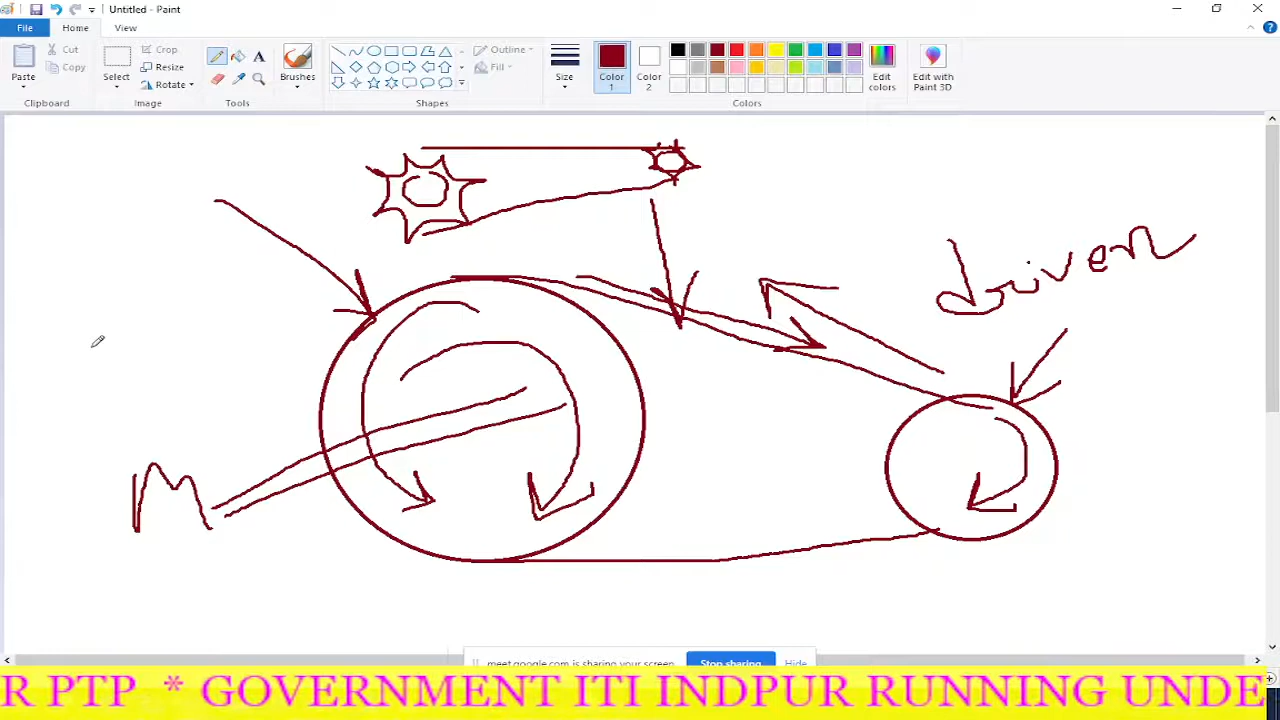 Untitled - Paint
File Home View
Paste Cut Copy Clipboard
Select Crop Resize Rotate Image
Tools
Brushes
Outline Fill Shapes
Size
Color 1 Color 2 Edit colors Colors
Edit with Paint 3D
driven
M
meet.google.com is sharing your screen. Stop sharing Hide
R PTP * GOVERNMENT ITI INDPUR RUNNING UNDE